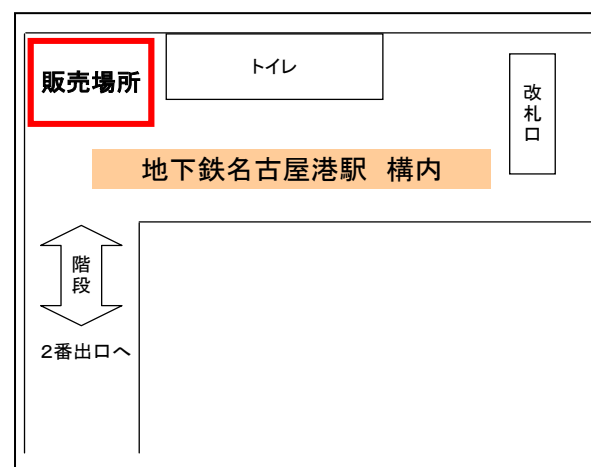 販売場所
トイレ
改札口
地下鉄名古屋港駅 構内
階段
2番出口へ